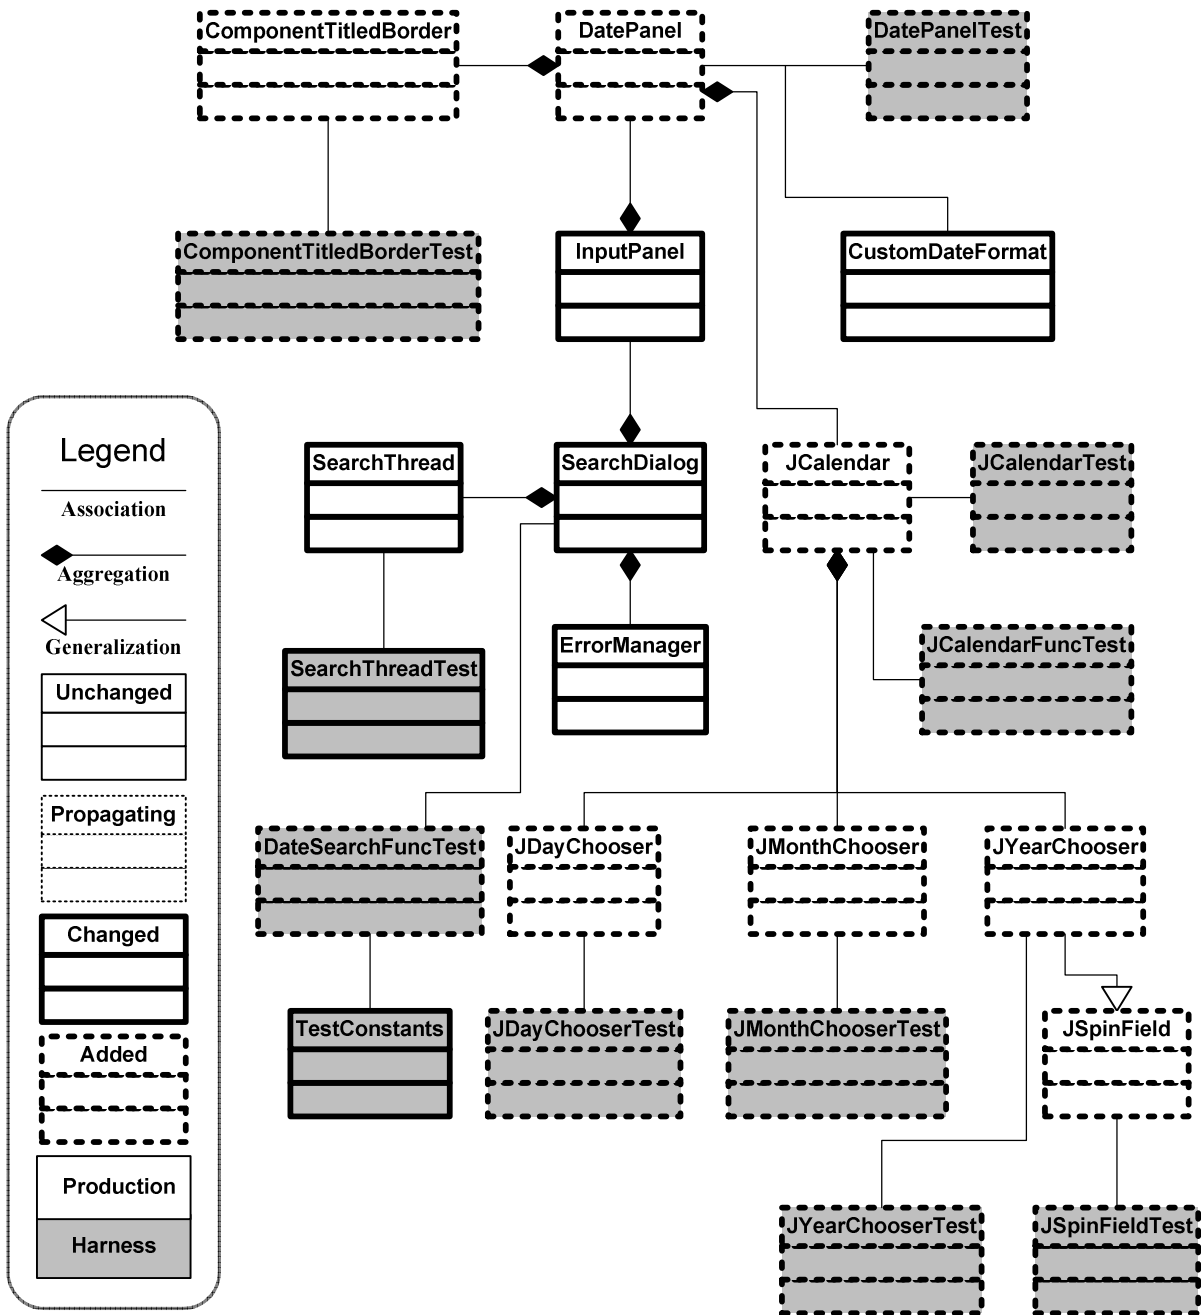 ComponentTitledBorder
DatePanel
DatePanelTest
ComponentTitledBorderTest
InputPanel
CustomDateFormat
Legend
Association
Aggregation
Generalization
Unchanged
Propagating
Changed
Added
Production
Harness
SearchThread
SearchDialog
JCalendar
JCalendarTest
SearchThreadTest
ErrorManager
JCalendarFuncTest
DateSearchFuncTest
JDayChooser
JMonthChooser
JYearChooser
TestConstants
JDayChooserTest
JMonthChooserTest
JSpinField
JYearChooserTest
JSpinFieldTest